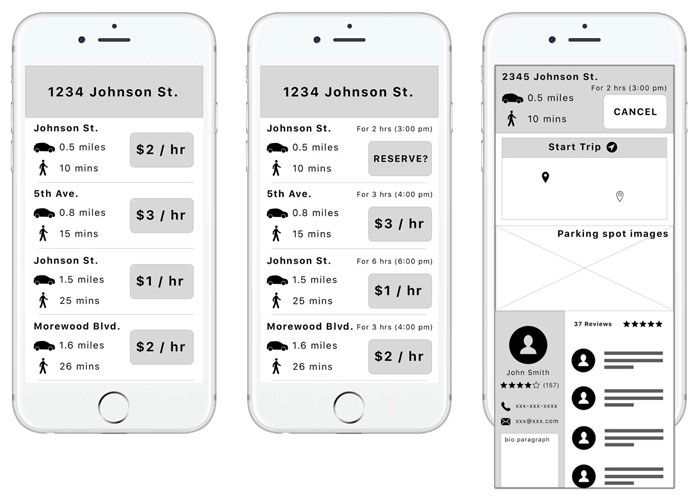 1234 Johnson St.
Johnson St.
0.5 miles
10 mins
$2 / hr
5th Ave.
0.8 miles
15 mins
$3 / hr
Johnson St.
1.5 miles
25 mins
$1 / hr
Morewood Blvd.
1.6 miles
26 mins
$2 / hr
1234 Johnson St.
Johnson St.
For 2 hrs (3:00 pm)
0.5 miles
10 mins
RESERVE?
5th Ave.
For 3 hrs (4:00 pm)
0.8 miles
15 mins
$3 / hr
Johnson St.
For 6 hrs (6:00 pm)
1.5 miles
25 mins
$1 / hr
Morewood Blvd.
For 3 hrs (4:00 pm)
1.6 miles
26 mins
$2 / hr
2345 Johnson St.
For 2 hrs (3:00 pm)
0.5 miles
10 mins
CANCEL
Start Trip
Parking spot images
John Smith
(157)
xxx-xxx-xxxx
xxx@xxx.com
bio paragraph
37 Reviews